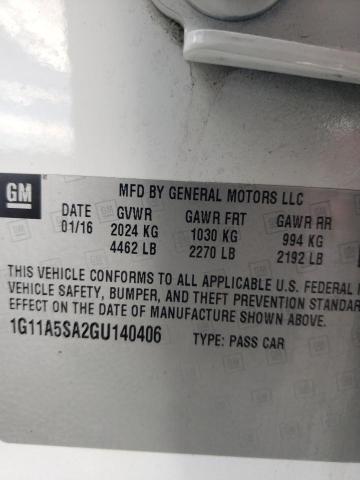 GM
MFD BY GENERAL MOTORS LLC
DATE GVWR GAWR FRT GAWR RR
01/16 2024 KG 1030 KG 994 KG
4462 LB 2270 LB 2192 LB
THIS VEHICLE CONFORMS TO ALL APPLICABLE U.S. FEDERAL
VEHICLE SAFETY, BUMPER, AND THEFT PREVENTION STANDAR
EFFECT ON THE DATE OF MANUFACTURE SHOWN ABOVE.
1G11A5SA2GU140406 TYPE: PASS CAR